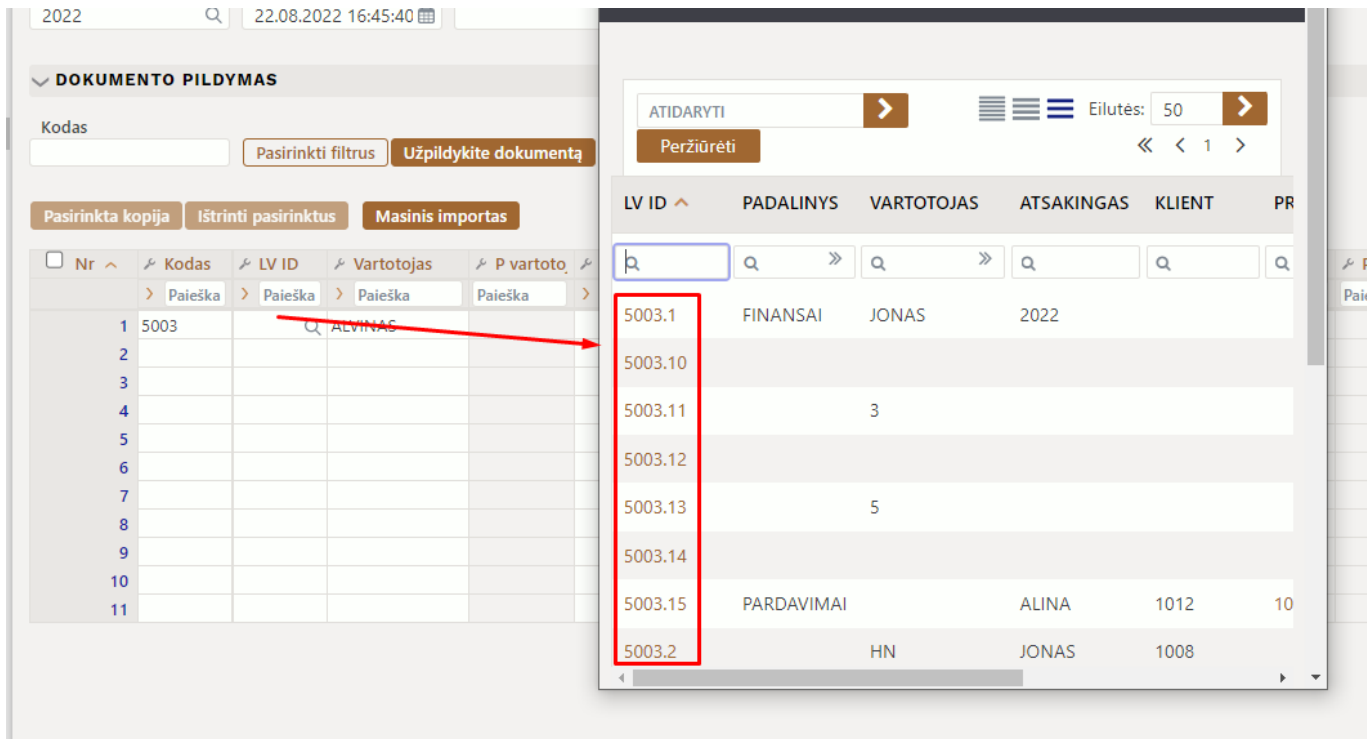 2022 22.08.2022 16:45:40
DOKUMENTO PILDYMAS
Kodas
Pasirinkti filtrus Užpildykite dokumentą
Pasirinkta kopija Ištrinti pasirinktus Masinis importas
Nr Kodas LV ID Vartotojas P vartoto
Paieška Paieška Paieška Paieška
1 5003 ALVINAS
2
3
4
5
6
7
8
9
10
11
ATIDARYTI Eilutės: 50
Peržiūrėti 1
LV ID PADALINYS VARTOTOJAS ATSAKINGAS KLIENT PR
5003.1 FINANSAI JONAS 2022
5003.10
5003.11 3
5003.12
5003.13 5
5003.14
5003.15 PARDAVIMAI ALINA 1012 10
5003.2 HN JONAS 1008
P
Pai